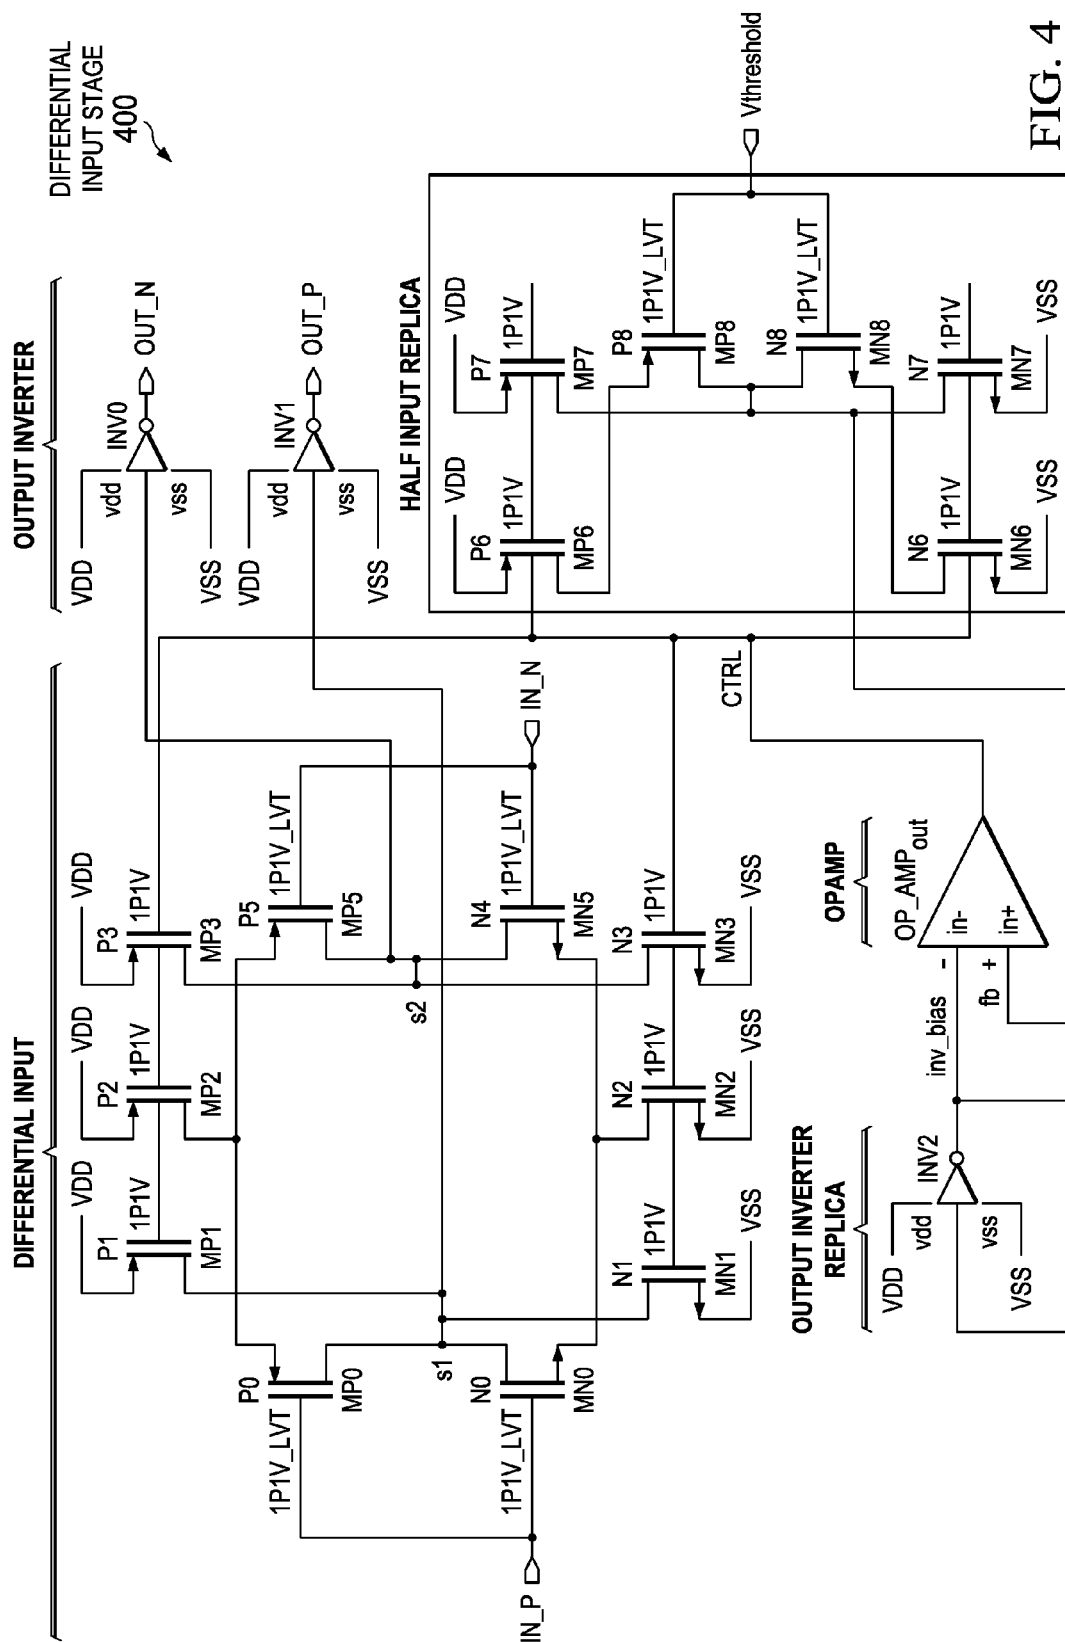 DIFFERENTIAL
INPUT STAGE
400
DIFFERENTIAL INPUT
OUTPUT INVERTER
VDD
P1
1P1V
MP1
VDD
P2
1P1V
MP2
VDD
P3
1P1V
MP3
P0
1P1V_LVT
MP0
P5
1P1V_LVT
MP5
s1
s2
N0
1P1V_LVT
MN0
N4
1P1V_LVT
MN5
IN_P
IN_N
N1
1P1V
MN1
VSS
N2
1P1V
MN2
VSS
N3
1P1V
MN3
VSS
VDD
vdd
INV0
vss
VSS
OUT_N
VDD
vdd
INV1
vss
VSS
OUT_P
HALF INPUT REPLICA
VDD
P6
1P1V
MP6
VDD
P7
1P1V
MP7
P8
1P1V_LVT
MP8
N8
1P1V_LVT
MN8
N6
1P1V
MN6
VSS
N7
1P1V
MN7
VSS
Vthreshold
CTRL
OUTPUT INVERTER
REPLICA
VDD
vdd
INV2
vss
VSS
inv_bias
fb
OPAMP
OP_AMP
out
-
in-
+
in+
FIG. 4